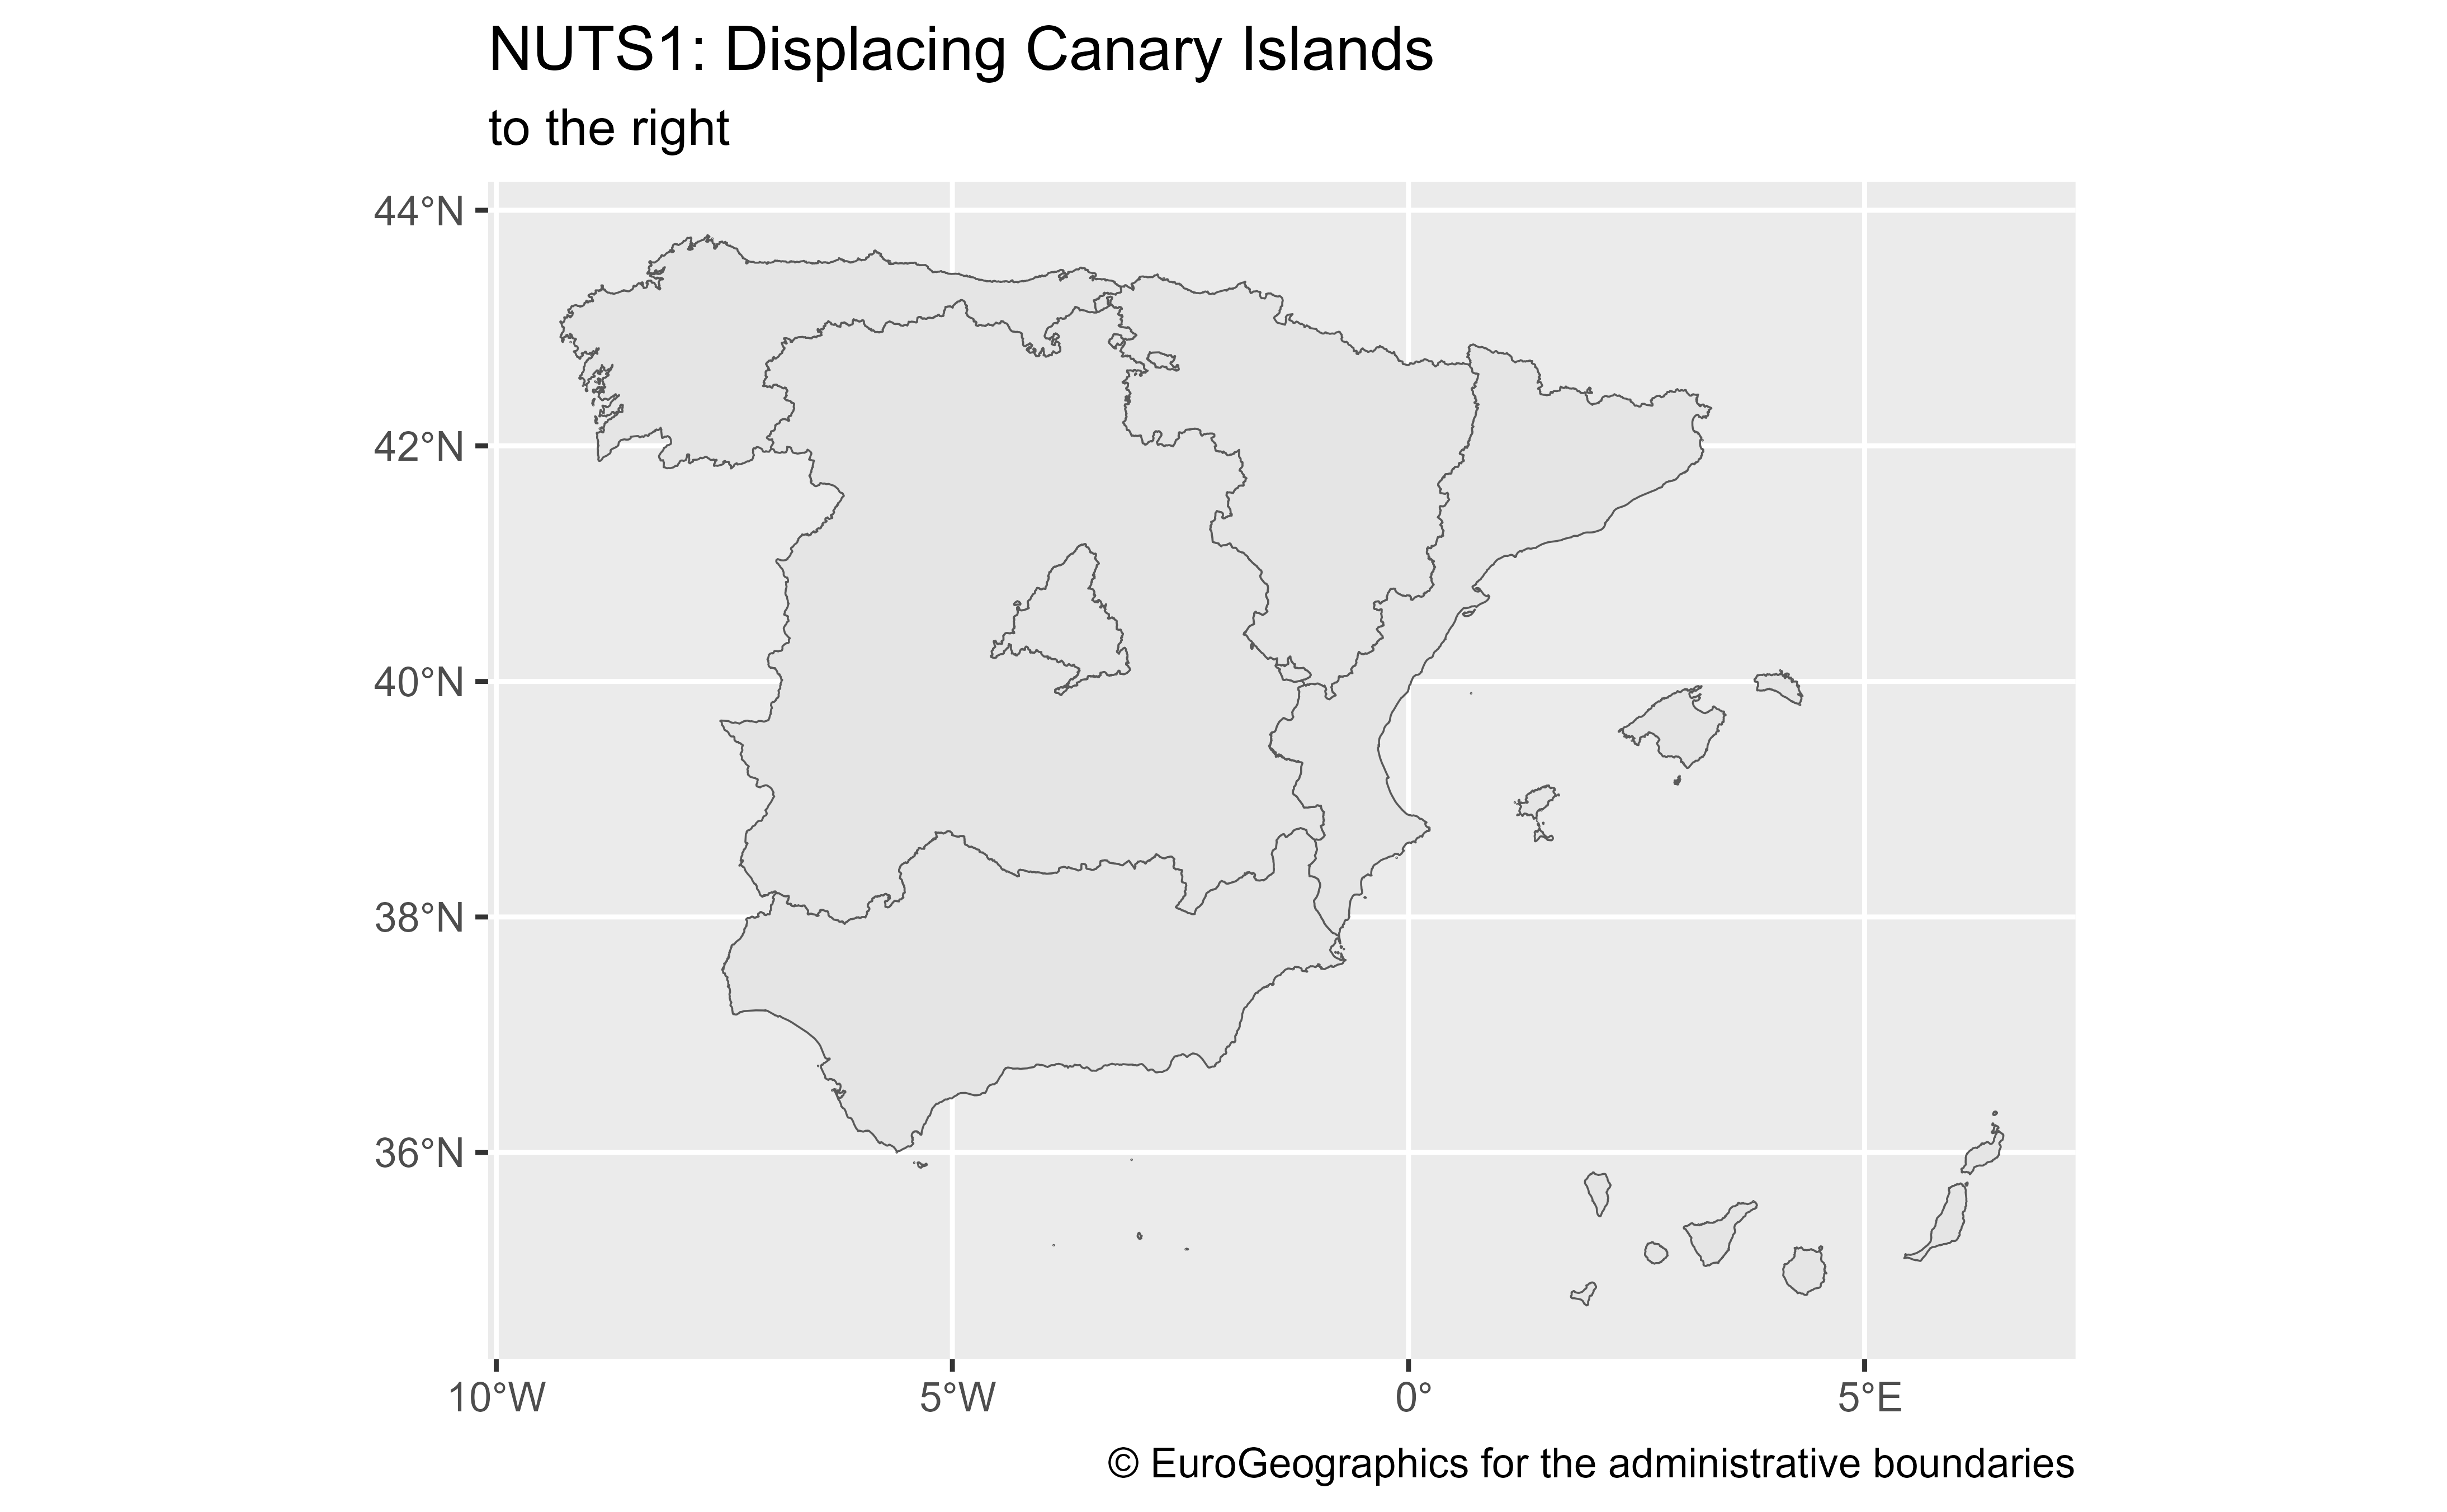 NUTS1: Displacing Canary Islands
to the right
44°N
42°N
40°N
38°N
36°N
10°W
5°W
0°
5°E
© EuroGeographics for the administrative boundaries